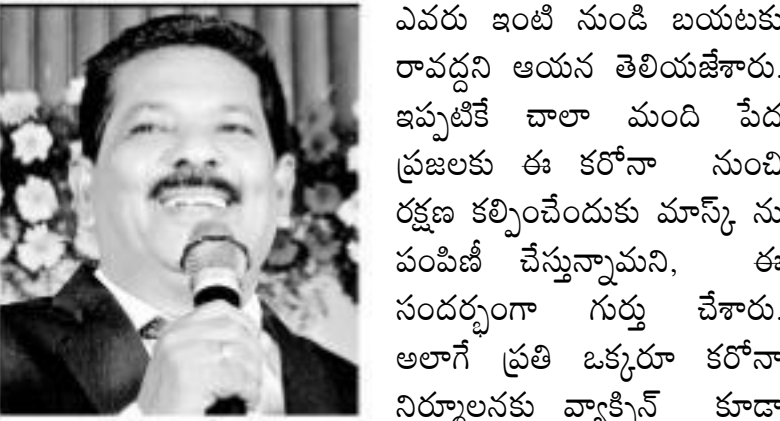 ఎవరు ఇంటి నుండి బయటకు
రావద్దని ఆయన తెలియజేశారు.
ఇప్పటికే చాలా మంది పేద
ప్రజలకు ఈ కరోనా నుంచి
రక్షణ కల్పించేందుకు మాస్క్ ను
పంపిణీ చేస్తున్నామని, ఈ
సందర్భంగా గుర్తు చేశారు.
అలాగే ప్రతి ఒక్కరూ కరోనా
నిర్మూలనకు వ్యాక్సిన్ కూడా